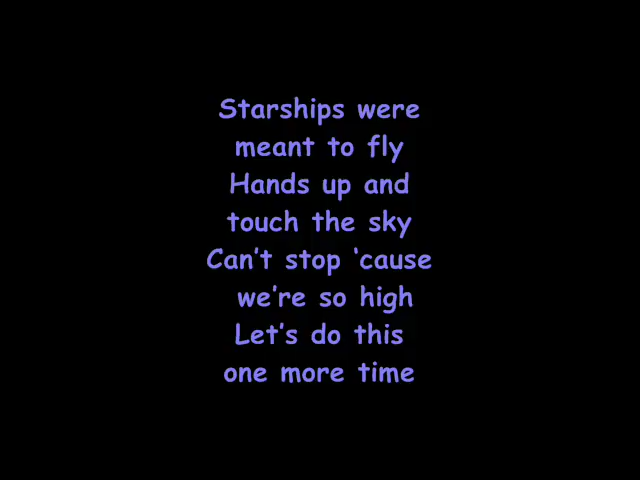 Starships were
meant to fly
Hands up and
touch the sky
Can't stop ‘cause
we're so high
Let's do this
one more time